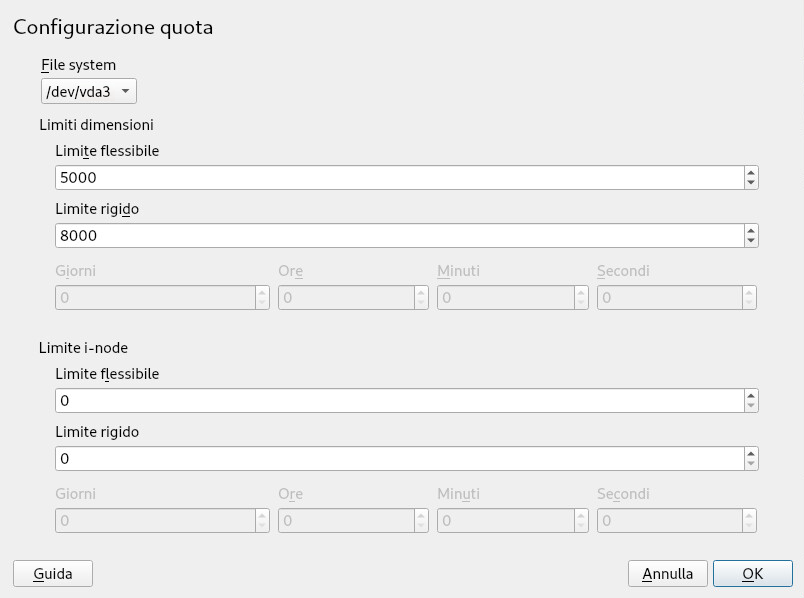 Configurazione quota
File system
/dev/vda3
Limiti dimensioni
Limite flessibile
5000
Limite rigido
8000
Giorni Ore Minuti Secondi
0 0 0 0
Limite i-node
Limite flessibile
0
Limite rigido
0
Giorni Ore Minuti Secondi
0 0 0 0
Guida Annulla OK